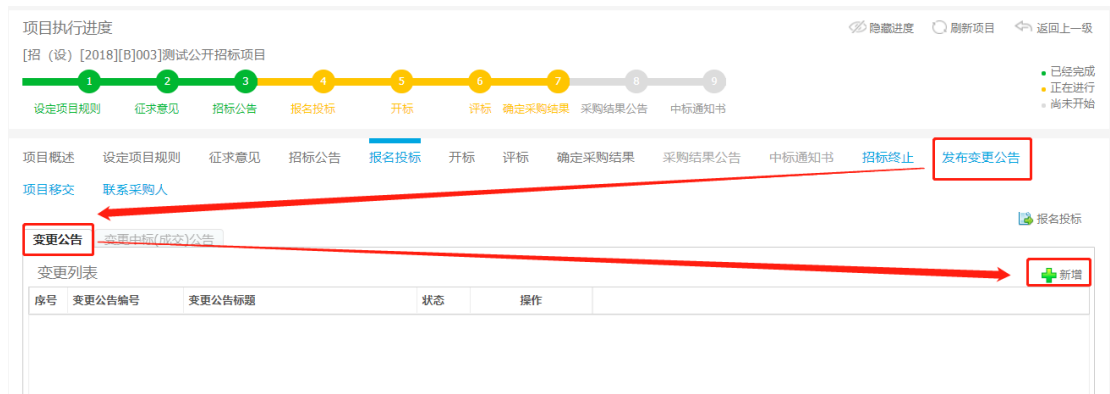 项目执行进度
隐藏进度 刷新项目 返回上一级
[招（设）[2018][B]003]测试公开招标项目
1 2 3 4 5 6 7 8 9
设定项目规则 征求意见 招标公告 报名投标 开标 评标 确定采购结果 采购结果公告 中标通知书
已经完成
正在进行
尚未开始
项目概述 设定项目规则 征求意见 招标公告 报名投标 开标 评标 确定采购结果 采购结果公告 中标通知书 招标终止 发布变更公告
项目移交 联系采购人
报名投标
变更公告 变更中标(成交)公告
变更列表
新增
序号 变更公告编号 变更公告标题 状态 操作